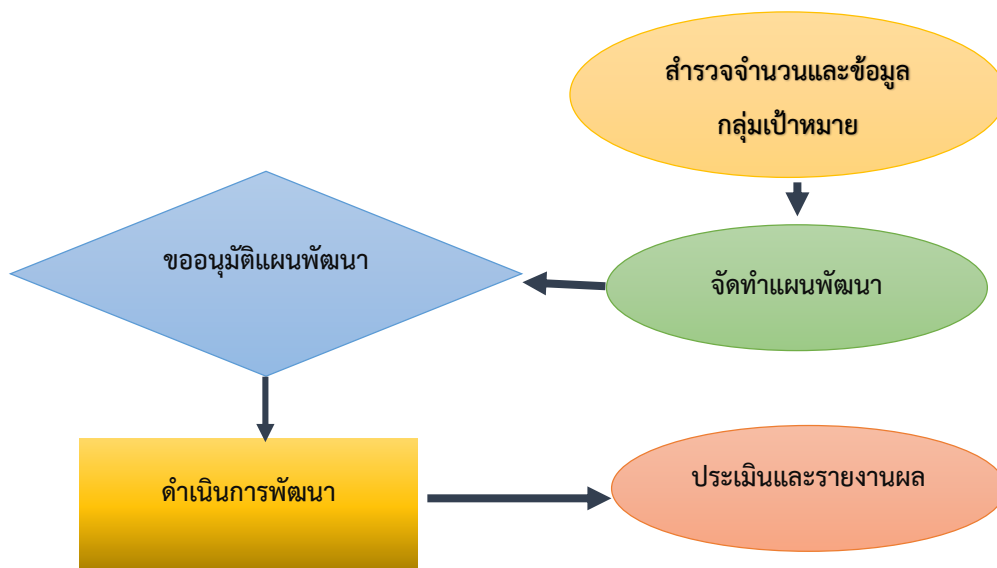 สำรวจจำนวนและข้อมูล
กลุ่มเป้าหมาย
จัดทำแผนพัฒนา
ขออนุมัติแผนพัฒนา
ดำเนินการพัฒนา
ประเมินและรายงานผล